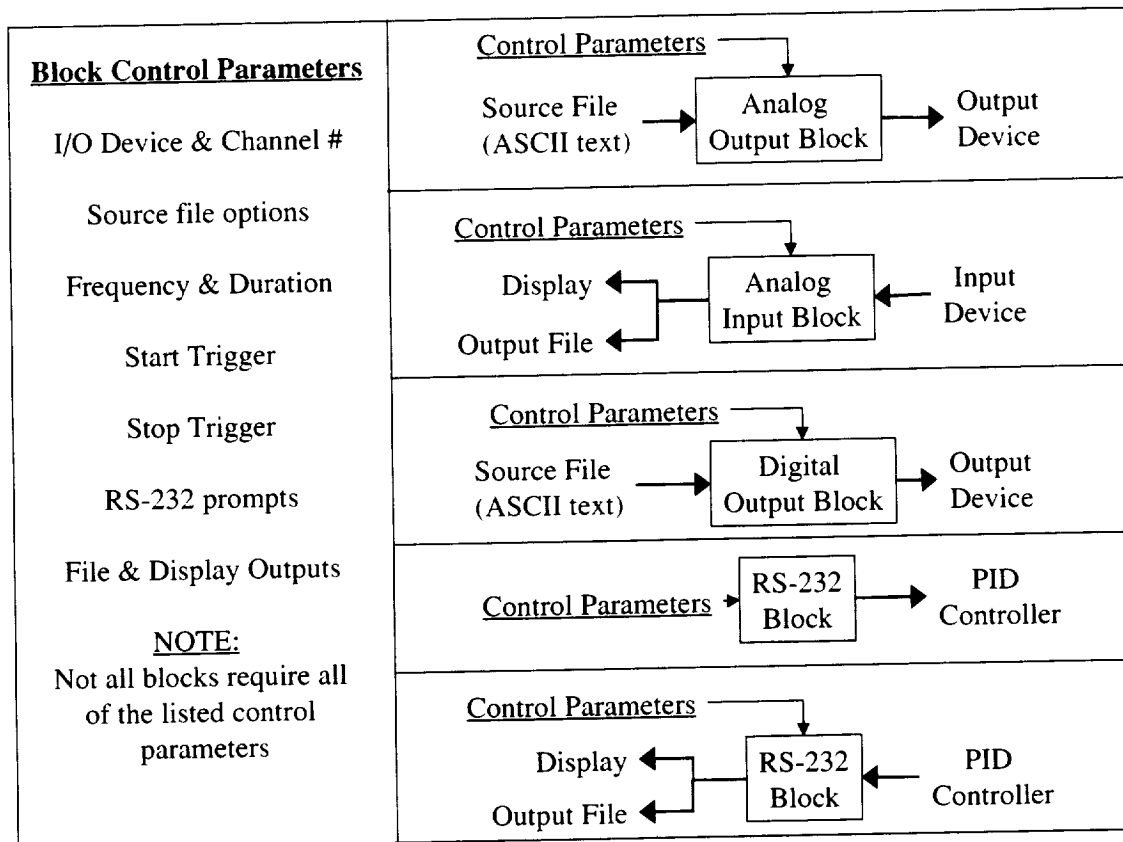 Block Control Parameters
I/O Device & Channel #
Source file options
Frequency & Duration
Start Trigger
Stop Trigger
RS-232 prompts
File & Display Outputs
NOTE:
Not all blocks require all
of the listed control
parameters
Control Parameters
Source File
(ASCII text)
Analog
Output Block
Output
Device
Control Parameters
Display
Output File
Analog
Input Block
Input
Device
Control Parameters
Source File
(ASCII text)
Digital
Output Block
Output
Device
Control Parameters
RS-232
Block
PID
Controller
Control Parameters
Display
Output File
RS-232
Block
PID
Controller